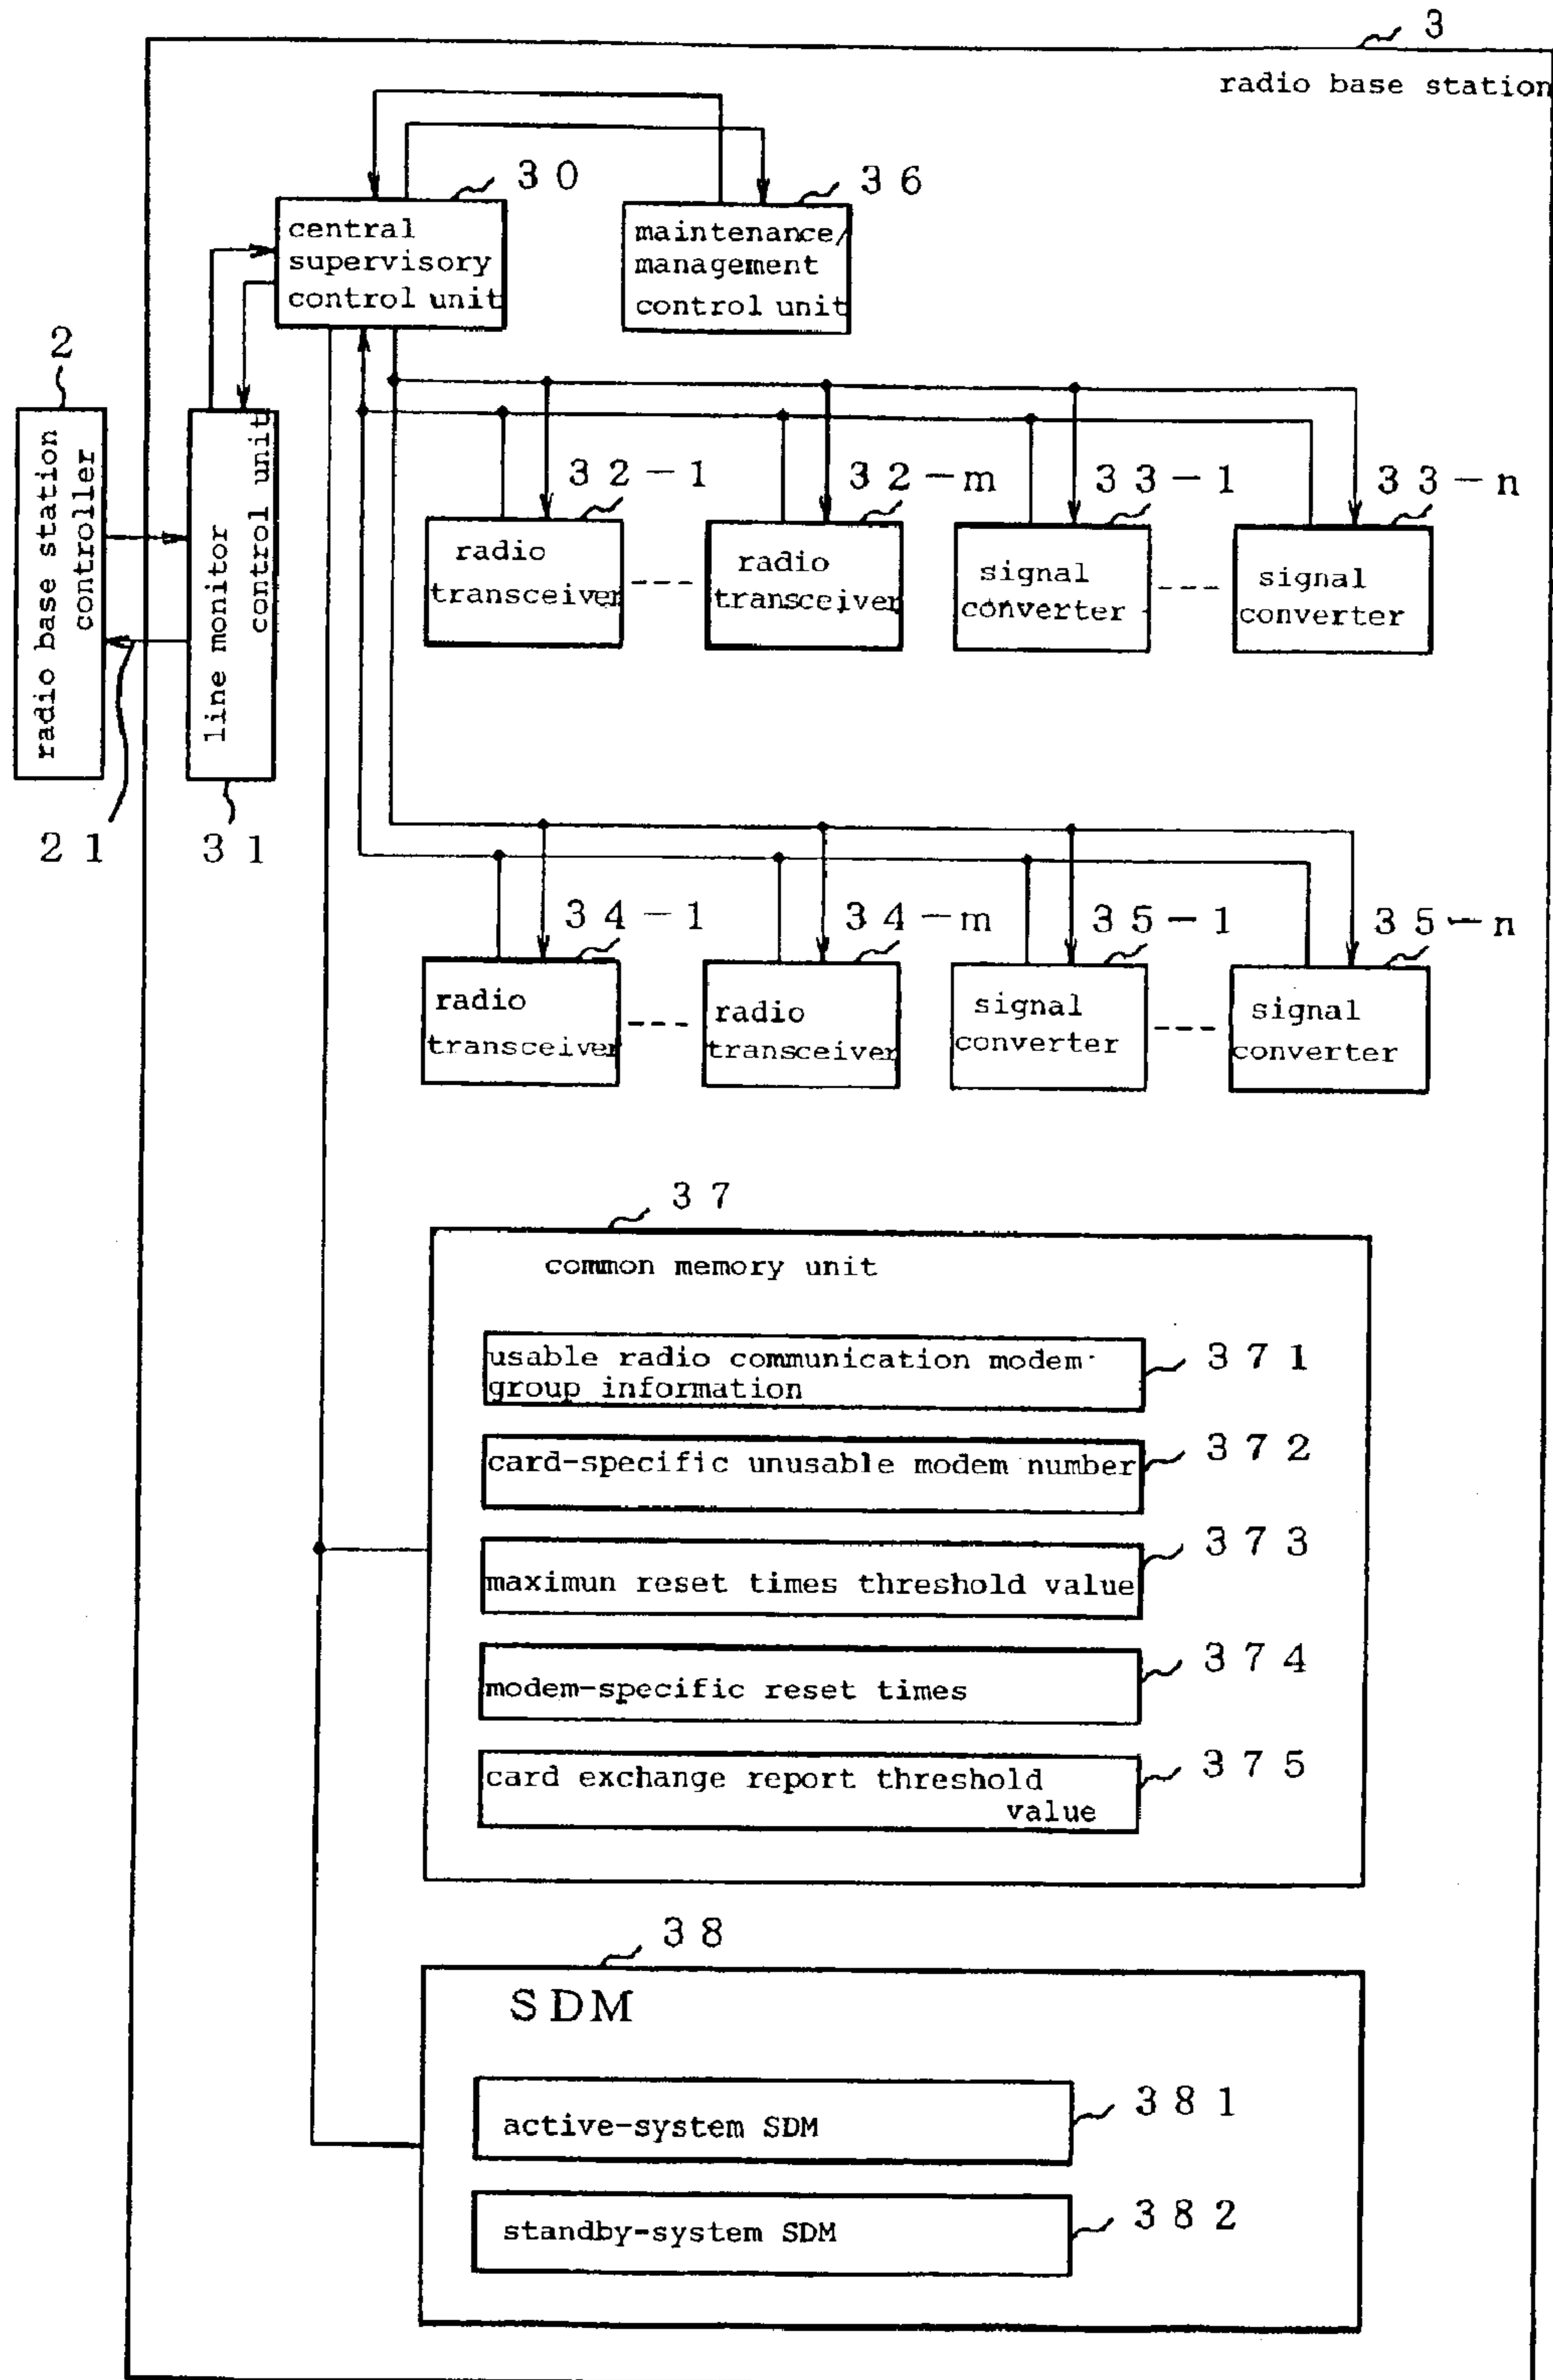 3
radio base station
30
36
central
supervisory
control unit
maintenance/
management
control unit
2
radio base station
controller
line monitor
control unit
21
31
32-1
32-m
33-1
33-n
radio
transceiver
radio
transceiver
signal
converter
signal
converter
34-1
34-m
35-1
35-n
radio
transceiver
radio
transceiver
signal
converter
signal
converter
37
common memory unit
usable radio communication modem
group information
371
card-specific unusable modem number
372
maximun reset times threshold value
373
modem-specific reset times
374
card exchange report threshold
value
375
38
SDM
active-system SDM
381
standby-system SDM
382